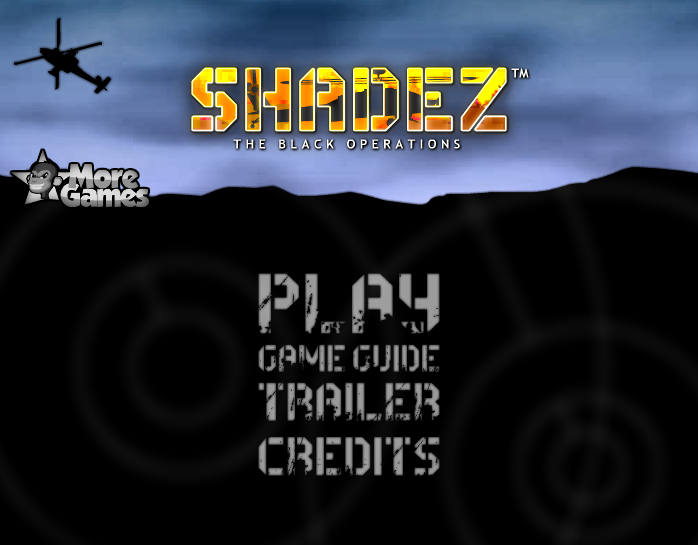 SHADEZ™
THE BLACK OPERATIONS
More
Games
PLAY
GAME GUIDE
TRAILER
CREDITS